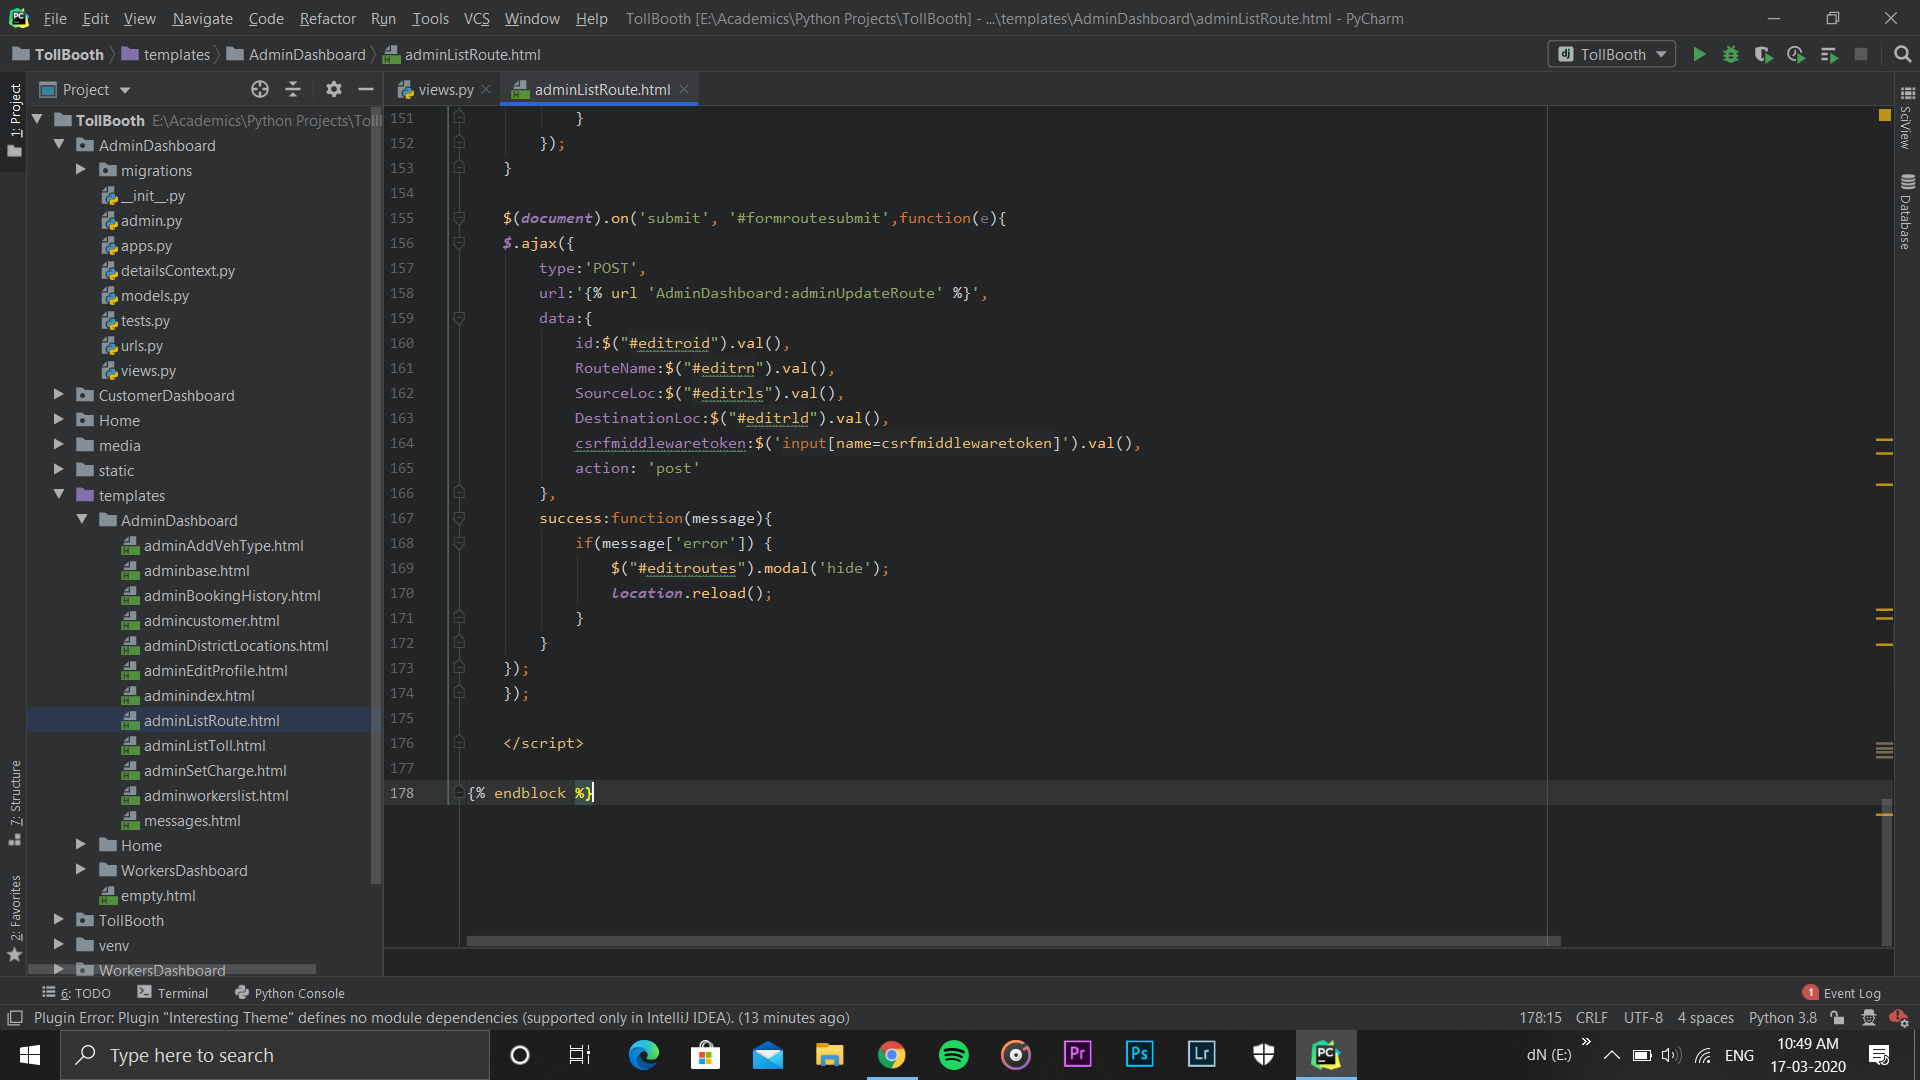 File Edit View Navigate Code Refactor Run Tools VCS Window Help TollBooth [E:\Academics\Python Projects\TollBooth] - ...\templates\AdminDashboard\adminListRoute.html - PyCharm
TollBooth templates AdminDashboard adminListRoute.html
TollBooth
Project
views.py
adminListRoute.html
1: Project
7: Structure
2: Favorites
TollBooth E:\Academics\Python Projects\Toll
AdminDashboard
migrations
__init__.py
admin.py
apps.py
detailsContext.py
models.py
tests.py
urls.py
views.py
CustomerDashboard
Home
media
static
templates
AdminDashboard
adminAddVehType.html
adminbase.html
adminBookingHistory.html
admincustomer.html
adminDistrictLocations.html
adminEditProfile.html
adminindex.html
adminListRoute.html
adminListToll.html
adminSetCharge.html
adminworkerslist.html
messages.html
Home
WorkersDashboard
empty.html
TollBooth
venv
WorkersDashboard
151 }
152 });
153 }
154
155 $(document).on('submit', '#formroutesubmit',function(e){
156 $.ajax({
157 type:'POST',
158 url:'{% url 'AdminDashboard:adminUpdateRoute' %}',
159 data:{
160 id:$("#editroid").val(),
161 RouteName:$("#editrn").val(),
162 SourceLoc:$("#editrls").val(),
163 DestinationLoc:$("#editrld").val(),
164 csrfmiddlewaretoken:$('input[name=csrfmiddlewaretoken]').val(),
165 action: 'post'
166 },
167 success:function(message){
168 if(message['error']) {
169 $("#editroutes").modal('hide');
170 location.reload();
171 }
172 }
173 });
174 });
175
176 </script>
177
178 {% endblock %}
SciView
Database
6: TODO Terminal Python Console
1 Event Log
Plugin Error: Plugin "Interesting Theme" defines no module dependencies (supported only in IntelliJ IDEA). (13 minutes ago)
178:15 CRLF UTF-8 4 spaces Python 3.8
Type here to search
Pr Ps Lr PC
dN (E:) » ENG
10:49 AM
17-03-2020